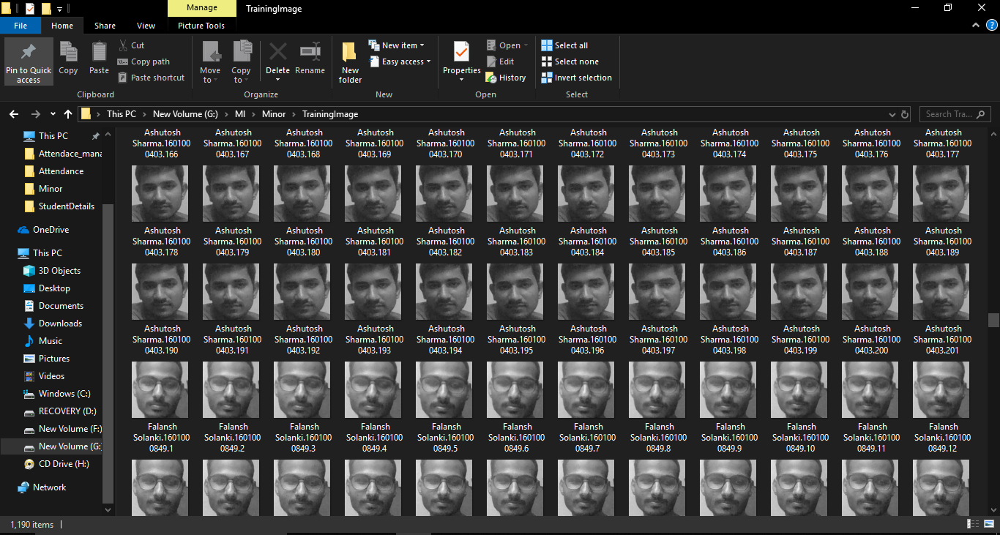 Manage
TrainingImage
File
Home
Share
View
Picture Tools
Pin to Quick access
Copy
Paste
Cut
Copy path
Paste shortcut
Clipboard
Move to
Copy to
Delete
Rename
Organize
New folder
New item
Easy access
New
Properties
Open
Edit
History
Open
Select all
Select none
Invert selection
Select
This PC
New Volume (G:)
MI
Minor
TrainingImage
Search Tra...
This PC
Attendace_mana
Attendance
Minor
StudentDetails
OneDrive
This PC
3D Objects
Desktop
Documents
Downloads
Music
Pictures
Videos
Windows (C:)
RECOVERY (D:)
New Volume (F:)
New Volume (G:
CD Drive (H:)
Network
Ashutosh Sharma.1601000403.166
Ashutosh Sharma.1601000403.167
Ashutosh Sharma.1601000403.168
Ashutosh Sharma.1601000403.169
Ashutosh Sharma.1601000403.170
Ashutosh Sharma.1601000403.171
Ashutosh Sharma.1601000403.172
Ashutosh Sharma.1601000403.173
Ashutosh Sharma.1601000403.174
Ashutosh Sharma.1601000403.175
Ashutosh Sharma.1601000403.176
Ashutosh Sharma.1601000403.177
Ashutosh Sharma.1601000403.178
Ashutosh Sharma.1601000403.179
Ashutosh Sharma.1601000403.180
Ashutosh Sharma.1601000403.181
Ashutosh Sharma.1601000403.182
Ashutosh Sharma.1601000403.183
Ashutosh Sharma.1601000403.184
Ashutosh Sharma.1601000403.185
Ashutosh Sharma.1601000403.186
Ashutosh Sharma.1601000403.187
Ashutosh Sharma.1601000403.188
Ashutosh Sharma.1601000403.189
Ashutosh Sharma.1601000403.190
Ashutosh Sharma.1601000403.191
Ashutosh Sharma.1601000403.192
Ashutosh Sharma.1601000403.193
Ashutosh Sharma.1601000403.194
Ashutosh Sharma.1601000403.195
Ashutosh Sharma.1601000403.196
Ashutosh Sharma.1601000403.197
Ashutosh Sharma.1601000403.198
Ashutosh Sharma.1601000403.199
Ashutosh Sharma.1601000403.200
Ashutosh Sharma.1601000403.201
Falansh Solanki.1601000849.1
Falansh Solanki.1601000849.2
Falansh Solanki.1601000849.3
Falansh Solanki.1601000849.4
Falansh Solanki.1601000849.5
Falansh Solanki.1601000849.6
Falansh Solanki.1601000849.7
Falansh Solanki.1601000849.8
Falansh Solanki.1601000849.9
Falansh Solanki.1601000849.10
Falansh Solanki.1601000849.11
Falansh Solanki.1601000849.12
1,190 items